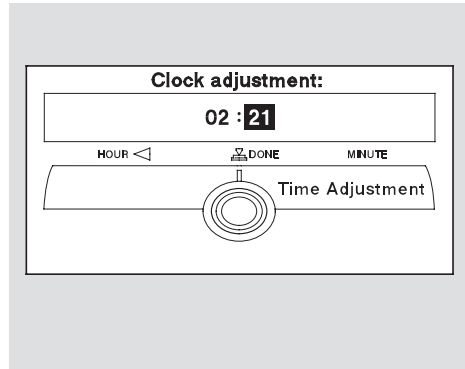 Clock adjustment:
02 : 21
HOUR DONE MINUTE
Time Adjustment